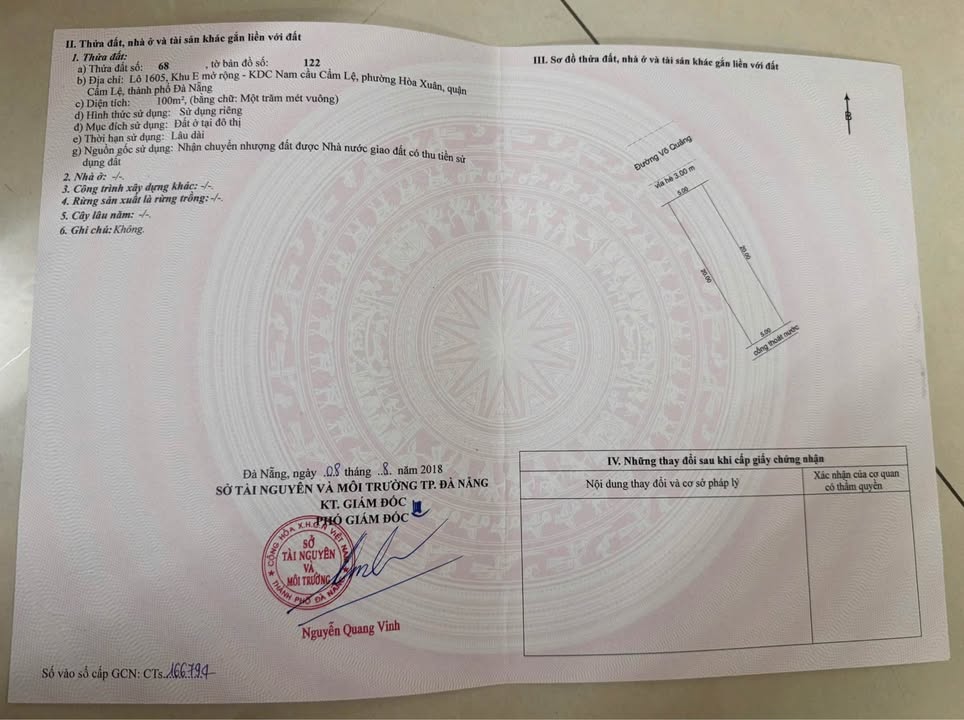 II. Thửa đất, nhà ở và tài sản khác gắn liền với đất
1. Thửa đất:
a) Thửa đất số: 68 , tờ bản đồ số: 122
b) Địa chỉ: Lô 1605, Khu E mở rộng - KDC Nam cầu Cẩm Lệ, phường Hòa Xuân, quận
Cẩm Lệ, thành phố Đà Nẵng
c) Diện tích: 100m², (bằng chữ: Một trăm mét vuông)
d) Hình thức sử dụng: Sử dụng riêng
đ) Mục đích sử dụng: Đất ở tại đô thị
e) Thời hạn sử dụng: Lâu dài
g) Nguồn gốc sử dụng: Nhận chuyển nhượng đất được Nhà nước giao đất có thu tiền sử
dụng đất
2. Nhà ở: -/-.
3. Công trình xây dựng khác: -/-.
4. Rừng sản xuất là rừng trồng: -/-.
5. Cây lâu năm: -/-.
6. Ghi chú: Không.
Đà Nẵng, ngày 08 tháng 8 năm 2018
SỞ TÀI NGUYÊN VÀ MÔI TRƯỜNG TP. ĐÀ NẴNG
KT. GIÁM ĐỐC
PHÓ GIÁM ĐỐC
CỘNG HÒA X.H.C.N VIỆT NAM
SỞ
TÀI NGUYÊN
VÀ
MÔI TRƯỜNG
THÀNH PHỐ ĐÀ NẴNG
Nguyễn Quang Vinh
Số vào sổ cấp GCN: CTs.166794
III. Sơ đồ thửa đất, nhà ở và tài sản khác gắn liền với đất
B
Đường Võ Quảng
vỉa hè 3.00 m
5.00
20.00
20.00
5.00
cống thoát nước
IV. Những thay đổi sau khi cấp giấy chứng nhận
Nội dung thay đổi và cơ sở pháp lý
Xác nhận của cơ quan
có thẩm quyền